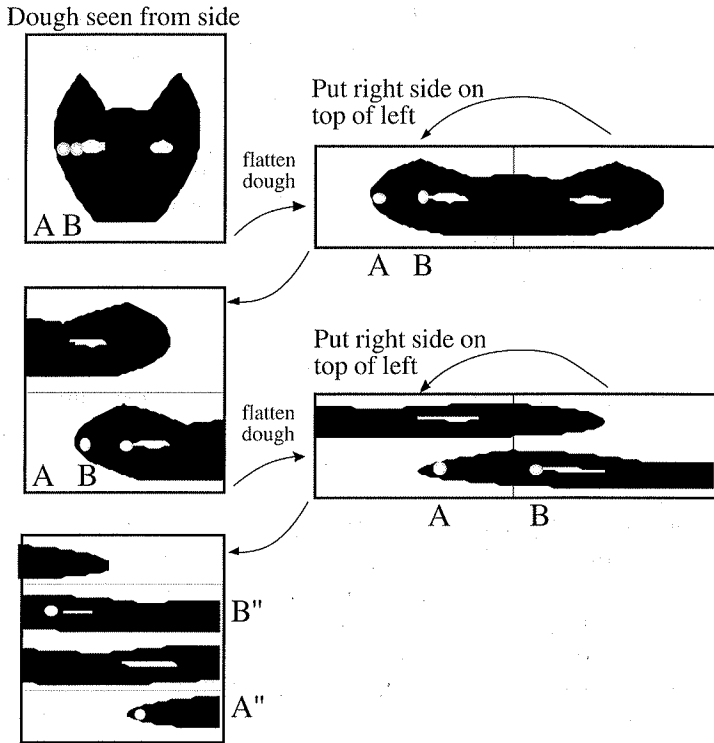 Dough seen from side
Put right side on
top of left
flatten
dough
A B
A B
Put right side on
top of left
flatten
dough
A B
A B
B"
A"